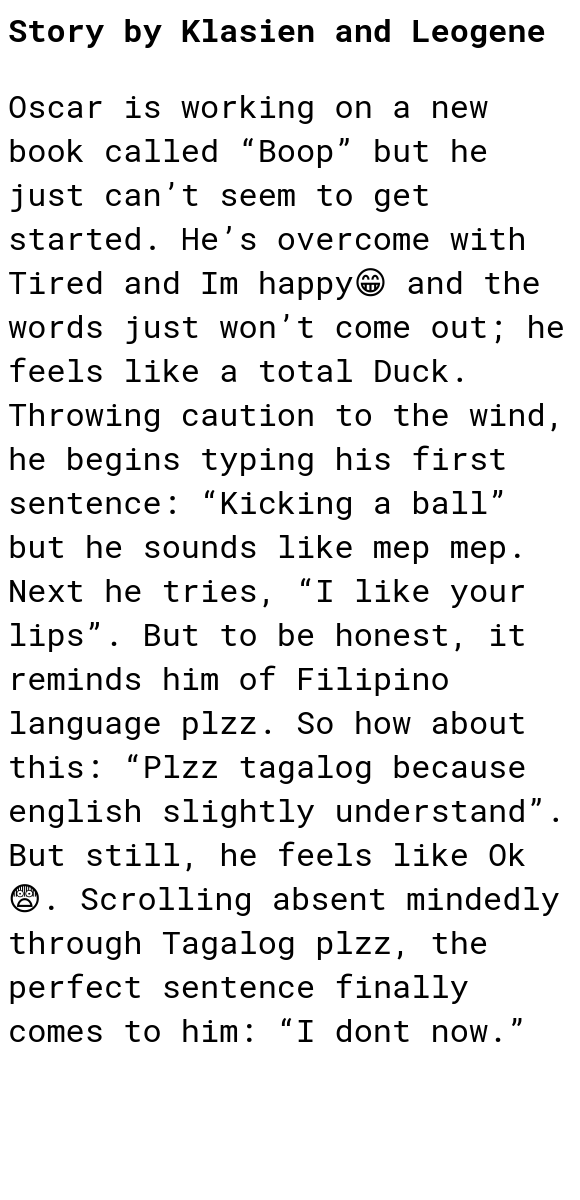 Story by Klasien and Leogene
Oscar is working on a new
book called “Boop” but he
just can’t seem to get
started. He’s overcome with
Tired and Im happy😁 and the
words just won’t come out; he
feels like a total Duck.
Throwing caution to the wind,
he begins typing his first
sentence: “Kicking a ball”
but he sounds like mep mep.
Next he tries, “I like your
lips”. But to be honest, it
reminds him of Filipino
language plzz. So how about
this: “Plzz tagalog because
english slightly understand”.
But still, he feels like Ok
😨. Scrolling absent mindedly
through Tagalog plzz, the
perfect sentence finally
comes to him: “I dont now.”